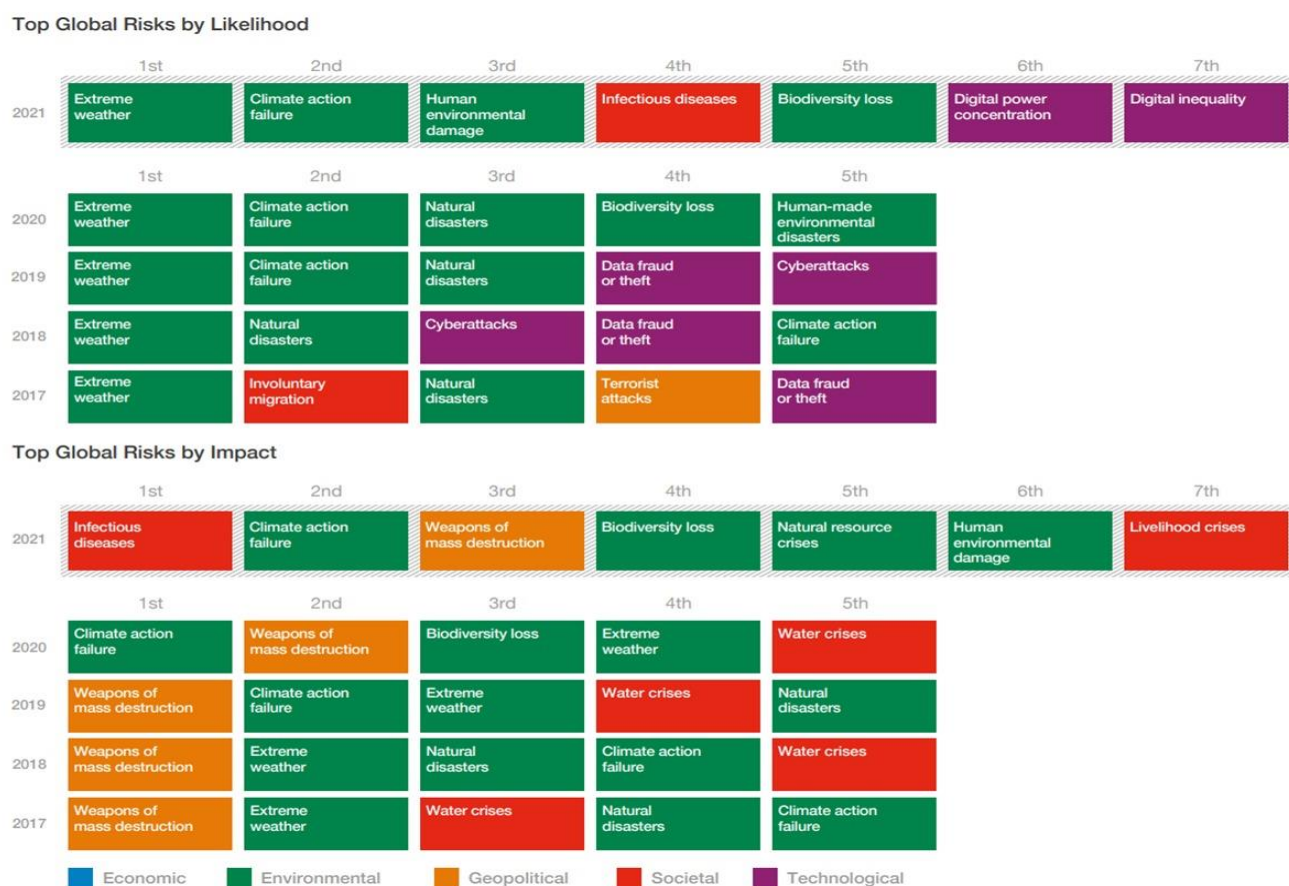 Top Global Risks by Likelihood
1st 2nd 3rd 4th 5th 6th 7th
2021
Extreme
weather
Climate action
failure
Human
environmental
damage
Infectious diseases
Biodiversity loss
Digital power
concentration
Digital inequality
1st 2nd 3rd 4th 5th
2020
Extreme
weather
Climate action
failure
Natural
disasters
Biodiversity loss
Human-made
environmental
disasters
2019
Extreme
weather
Climate action
failure
Natural
disasters
Data fraud
or theft
Cyberattacks
2018
Extreme
weather
Natural
disasters
Cyberattacks
Data fraud
or theft
Climate action
failure
2017
Extreme
weather
Involuntary
migration
Natural
disasters
Terrorist
attacks
Data fraud
or theft
Top Global Risks by Impact
1st 2nd 3rd 4th 5th 6th 7th
2021
Infectious
diseases
Climate action
failure
Weapons of
mass destruction
Biodiversity loss
Natural resource
crises
Human
environmental
damage
Livelihood crises
1st 2nd 3rd 4th 5th
2020
Climate action
failure
Weapons of
mass destruction
Biodiversity loss
Extreme
weather
Water crises
2019
Weapons of
mass destruction
Climate action
failure
Extreme
weather
Water crises
Natural
disasters
2018
Weapons of
mass destruction
Extreme
weather
Natural
disasters
Climate action
failure
Water crises
2017
Weapons of
mass destruction
Extreme
weather
Water crises
Natural
disasters
Climate action
failure
Economic Environmental Geopolitical Societal Technological